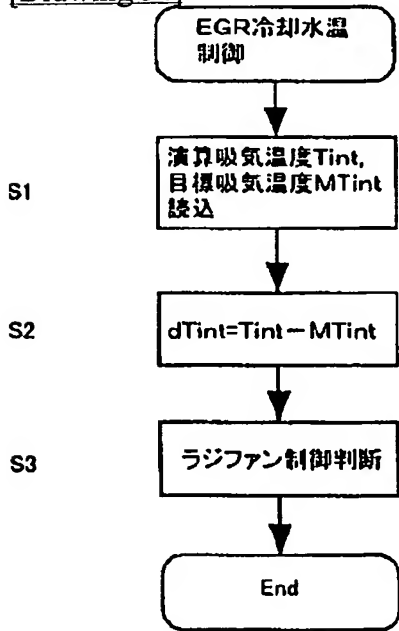 EGR冷却水温
制御
演算吸気温度Tint,
目標吸気温度MTint
読込
S1
dTint=Tint－MTint
S2
ラジファン制御判断
S3
End